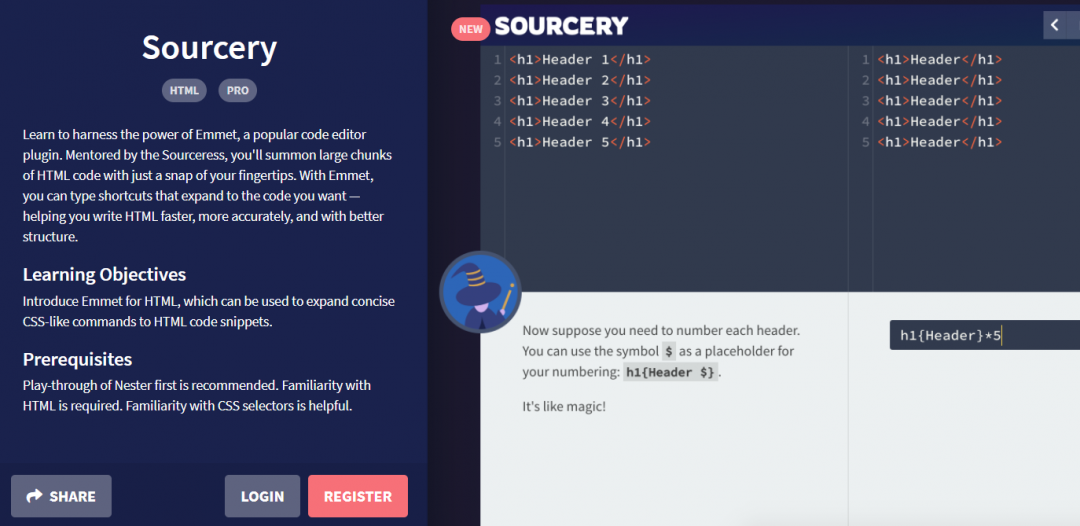 Sourcery
HTML PRO
Learn to harness the power of Emmet, a popular code editor
plugin. Mentored by the Sourceress, you'll summon large chunks
of HTML code with just a snap of your fingertips. With Emmet,
you can type shortcuts that expand to the code you want —
helping you write HTML faster, more accurately, and with better
structure.
Learning Objectives
Introduce Emmet for HTML, which can be used to expand concise
CSS-like commands to HTML code snippets.
Prerequisites
Play-through of Nester first is recommended. Familiarity with
HTML is required. Familiarity with CSS selectors is helpful.
SHARE
LOGIN
REGISTER
NEW
SOURCERY
1 <h1>Header 1</h1>
2 <h1>Header 2</h1>
3 <h1>Header 3</h1>
4 <h1>Header 4</h1>
5 <h1>Header 5</h1>
1 <h1>Header</h1>
2 <h1>Header</h1>
3 <h1>Header</h1>
4 <h1>Header</h1>
5 <h1>Header</h1>
Now suppose you need to number each header.
You can use the symbol $ as a placeholder for
your numbering: h1{Header $}.
It's like magic!
h1{Header}*5